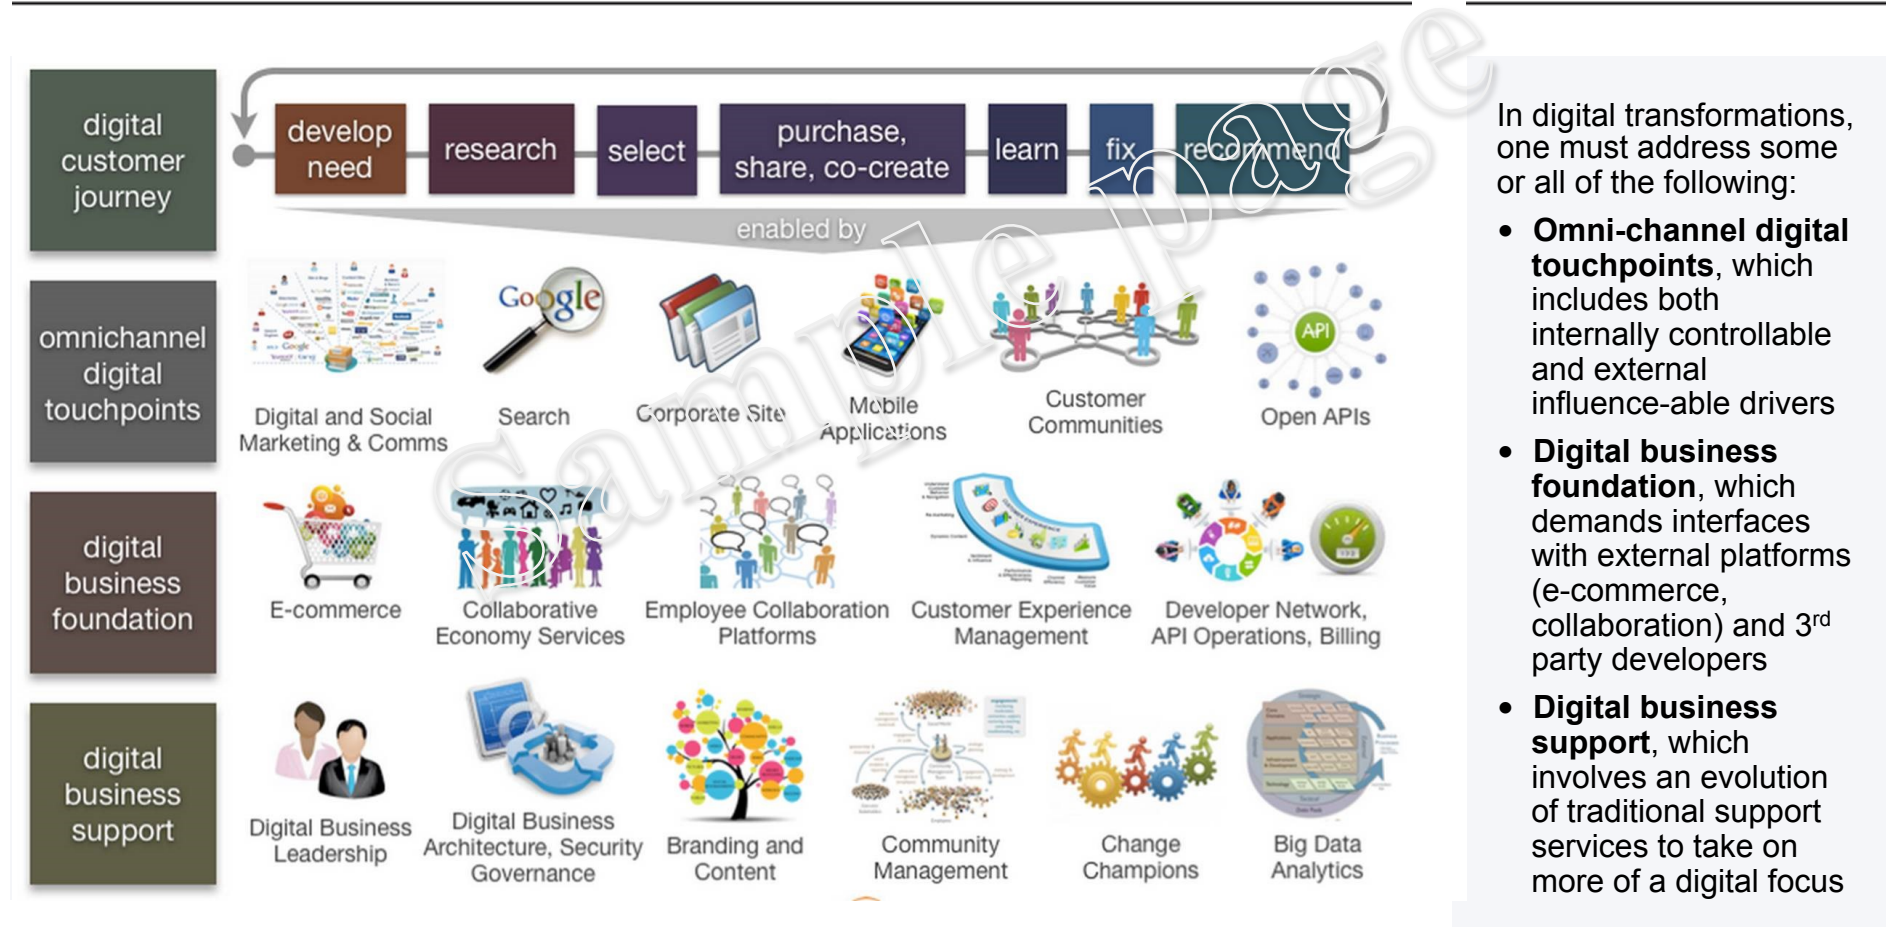 digital
customer
journey
develop
need
research
select
purchase,
share, co-create
learn
fix
recommend
enabled by
omnichannel
digital
touchpoints
Google
API
Digital and Social
Marketing & Comms
Search
Corporate Site
Mobile
Applications
Customer
Communities
Open APIs
digital
business
foundation
E-commerce
Collaborative
Economy Services
Employee Collaboration
Platforms
Customer Experience
Management
Developer Network,
API Operations, Billing
digital
business
support
Digital Business
Leadership
Digital Business
Architecture, Security
Governance
Branding and
Content
Community
Management
Change
Champions
Big Data
Analytics
In digital transformations,
one must address some
or all of the following:
• Omni-channel digital
touchpoints, which
includes both
internally controllable
and external
influence-able drivers
• Digital business
foundation, which
demands interfaces
with external platforms
(e-commerce,
collaboration) and 3rd
party developers
• Digital business
support, which
involves an evolution
of traditional support
services to take on
more of a digital focus
Sample page